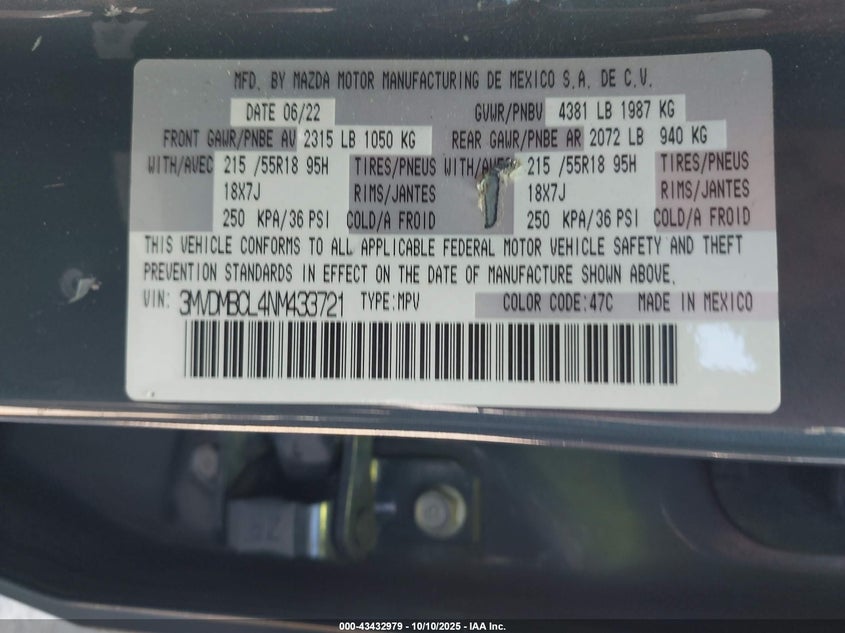 MFD. BY MAZDA MOTOR MANUFACTURING DE MEXICO S.A. DE C.V.
DATE 06/22 GVWR/PNBV 4381 LB 1987 KG
FRONT GAWR/PNBE AV 2315 LB 1050 KG REAR GAWR/PNBE AR 2072 LB 940 KG
WITH/AVEC 215 /55R18 95H TIRES/PNEUS WITH/AVEC 215 /55R18 95H TIRES/PNEUS
18X7J RIMS/JANTES 18X7J RIMS/JANTES
250 KPA/36 PSI COLD/A FROID 250 KPA/36 PSI COLD/A FROID
THIS VEHICLE CONFORMS TO ALL APPLICABLE FEDERAL MOTOR VEHICLE SAFETY AND THEFT
PREVENTION STANDARDS IN EFFECT ON THE DATE OF MANUFACTURE SHOWN ABOVE.
VIN: 3MVDMBCL4NM433721 TYPE:MPV COLOR CODE:47C MADE IN MEXICO
000-43432979 - 10/10/2025 - IAA Inc.